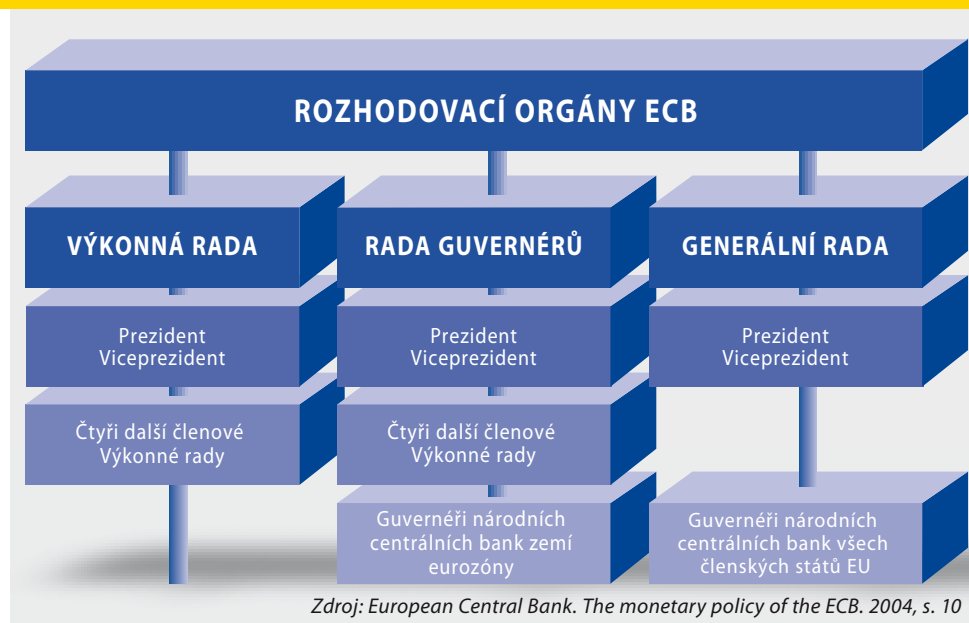 ROZHODOVACÍ ORGÁNY ECB
VÝKONNÁ RADA
Prezident
Viceprezident
Čtyři další členové
Výkonné rady
RADA GUVERNÉRŮ
Prezident
Viceprezident
Čtyři další členové
Výkonné rady
Guvernéři národních
centrálních bank zemí
eurozóny
GENERÁLNÍ RADA
Prezident
Viceprezident
Guvernéři národních
centrálních bank všech
členských států EU
Zdroj: European Central Bank. The monetary policy of the ECB. 2004, s. 10